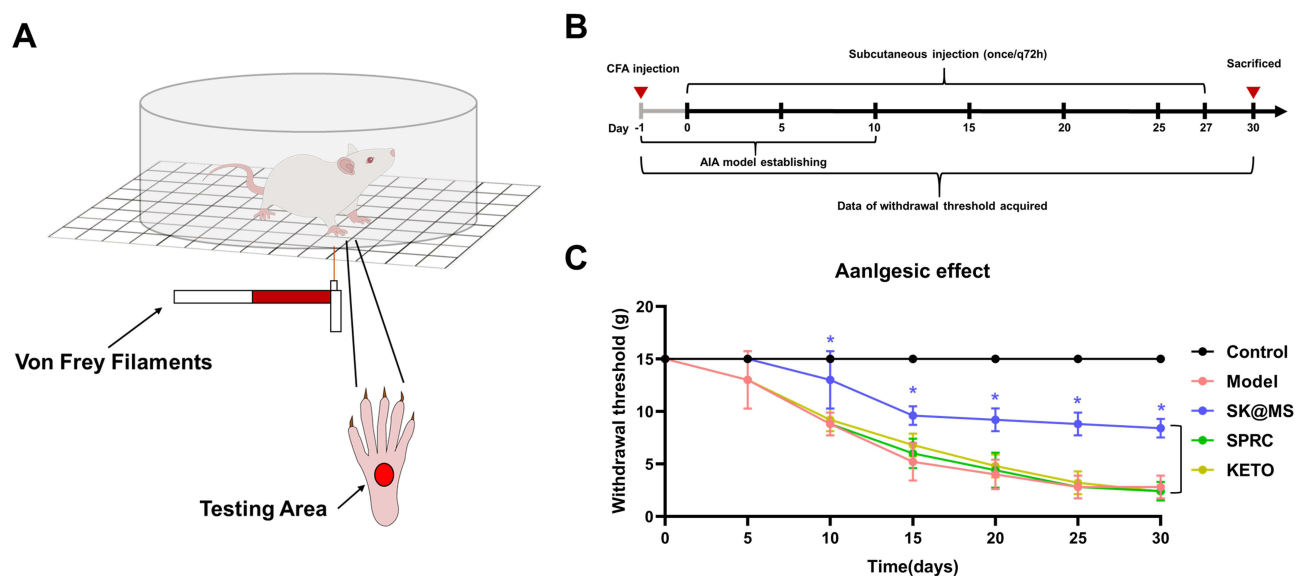 A
Von Frey Filaments
Testing Area
B
Subcutaneous injection (once/q72h)
CFA injection
Sacrificed
Day -1 0 5 10 15 20 25 27 30
AIA model establishing
Data of withdrawal threshold acquired
C
Aanlgesic effect
Withdrawal threshold (g)
20
15
10
5
0
* * * * *
0 5 10 15 20 25 30
Time(days)
Control
Model
SK@MS
SPRC
KETO